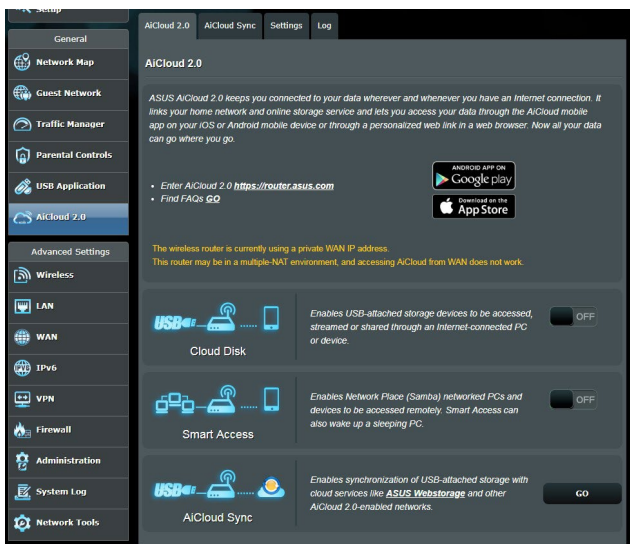 Setup
General
Network Map
Guest Network
Traffic Manager
Parental Controls
USB Application
AiCloud 2.0
Advanced Settings
Wireless
LAN
WAN
IPv6
VPN
Firewall
Administration
System Log
Network Tools
AiCloud 2.0 AiCloud Sync Settings Log
AiCloud 2.0
ASUS AiCloud 2.0 keeps you connected to your data wherever and whenever you have an Internet connection. It
links your home network and online storage service and lets you access your data through the AiCloud mobile
app on your iOS or Android mobile device or through a personalized web link in a web browser. Now all your data
can go where you go.
• Enter AiCloud 2.0 https://router.asus.com
• Find FAQs GO
ANDROID APP ON
Google play
Download on the
App Store
The wireless router is currently using a private WAN IP address.
This router may be in a multiple-NAT environment, and accessing AiCloud from WAN does not work.
USB
Cloud Disk
Enables USB-attached storage devices to be accessed,
streamed or shared through an Internet-connected PC
or device.
OFF
Smart Access
Enables Network Place (Samba) networked PCs and
devices to be accessed remotely. Smart Access can
also wake up a sleeping PC.
OFF
USB
AiCloud Sync
Enables synchronization of USB-attached storage with
cloud services like ASUS Webstorage and other
AiCloud 2.0-enabled networks.
GO